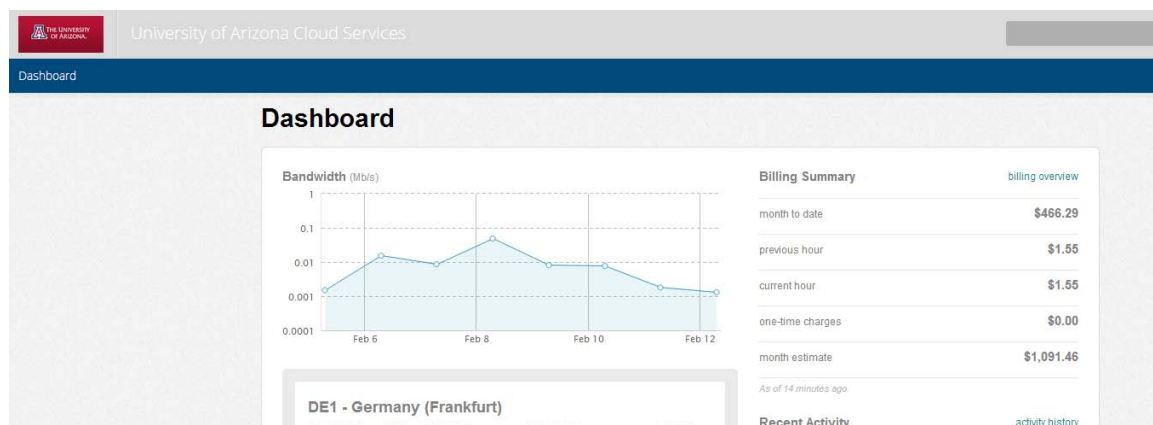 THE UNIVERSITY
OF ARIZONA.
University of Arizona Cloud Services
Dashboard
Dashboard
Bandwidth (Mb/s)
1
0.1
0.01
0.001
0.0001
Feb 6 Feb 8 Feb 10 Feb 12
DE1 - Germany (Frankfurt)
Billing Summary billing overview
month to date $466.29
previous hour $1.55
current hour $1.55
one-time charges $0.00
month estimate $1,091.46
As of 14 minutes ago.
Recent Activity activity history